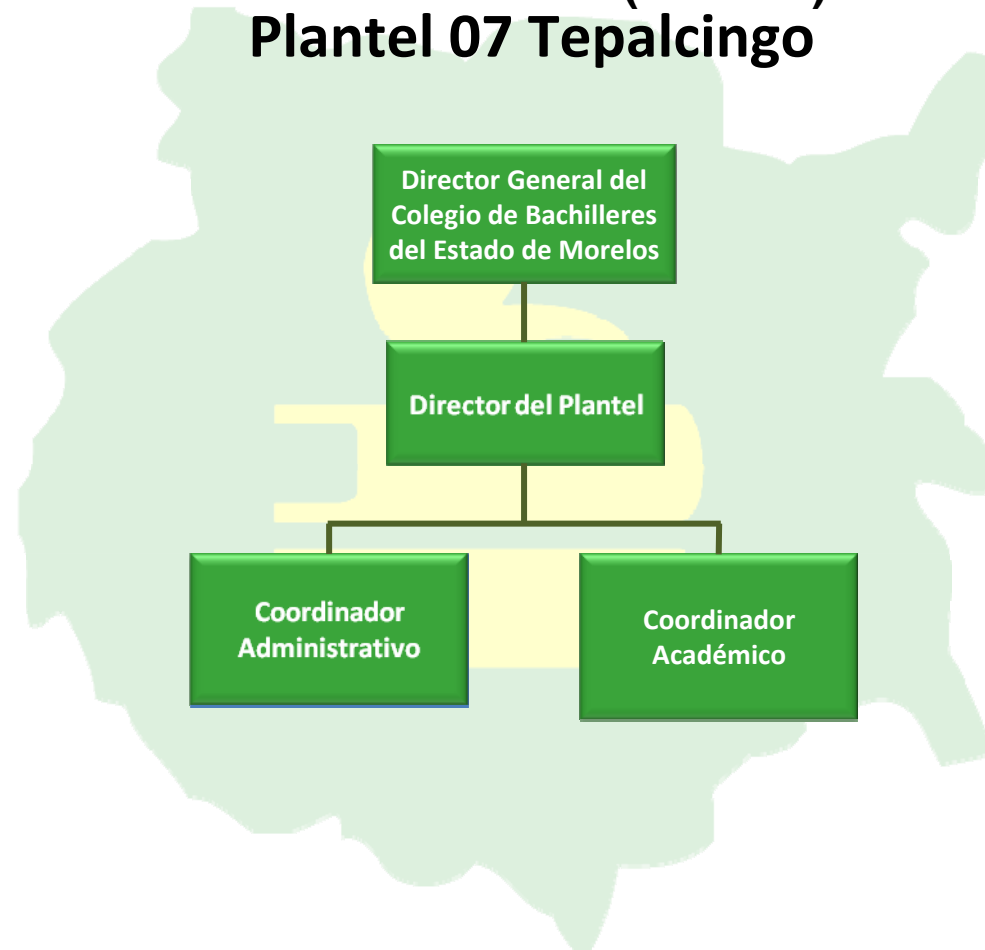 Plantel 07 Tepalcingo
Director General del
Colegio de Bachilleres
del Estado de Morelos
Director del Plantel
Coordinador
Administrativo
Coordinador
Académico